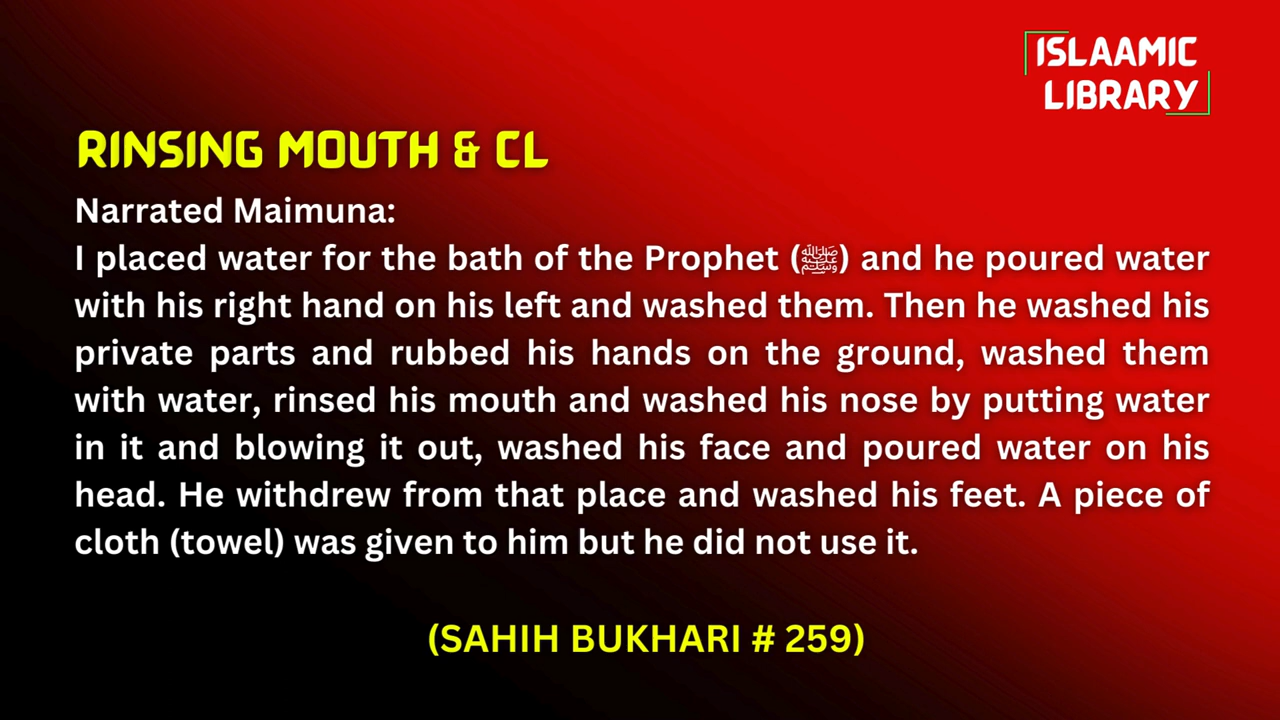 ISLAAMIC
LIBRARY
RINSING MOUTH & CL
Narrated Maimuna:
I placed water for the bath of the Prophet (ﷺ) and he poured water
with his right hand on his left and washed them. Then he washed his
private parts and rubbed his hands on the ground, washed them
with water, rinsed his mouth and washed his nose by putting water
in it and blowing it out, washed his face and poured water on his
head. He withdrew from that place and washed his feet. A piece of
cloth (towel) was given to him but he did not use it.
(SAHIH BUKHARI # 259)